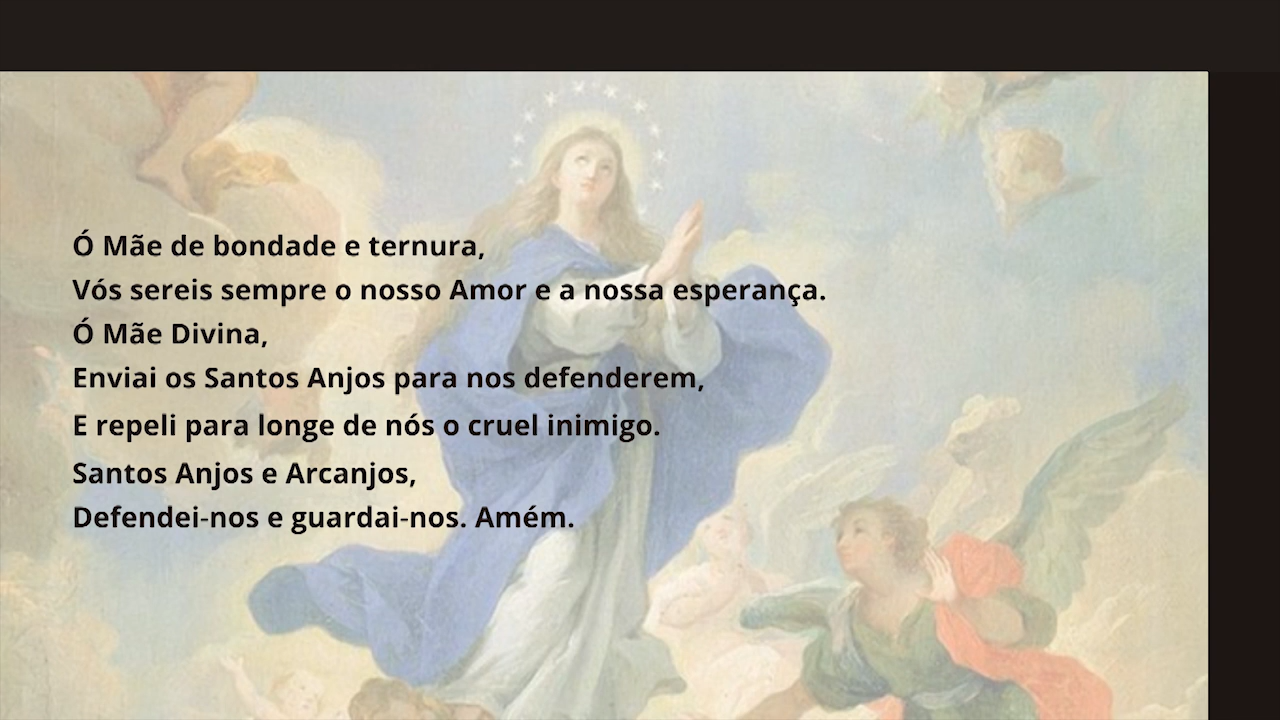 Ó Mãe de bondade e ternura,
Vós sereis sempre o nosso Amor e a nossa esperança.
Ó Mãe Divina,
Enviai os Santos Anjos para nos defenderem,
E repeli para longe de nós o cruel inimigo.
Santos Anjos e Arcanjos,
Defendei-nos e guardai-nos. Amém.